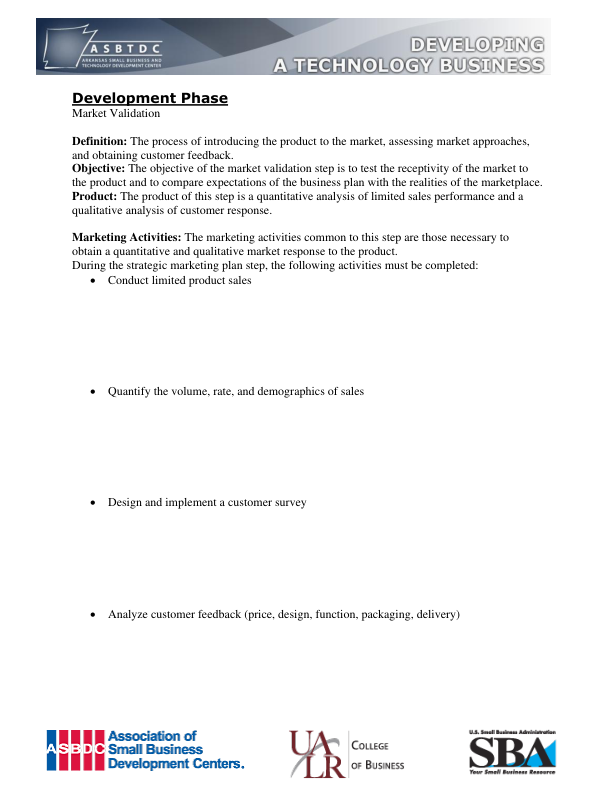 ASBTDC
ARKANSAS SMALL BUSINESS AND
TECHNOLOGY DEVELOPMENT CENTER
DEVELOPING
A TECHNOLOGY BUSINESS
Development Phase
Market Validation
Definition: The process of introducing the product to the market, assessing market approaches,
and obtaining customer feedback.
Objective: The objective of the market validation step is to test the receptivity of the market to
the product and to compare expectations of the business plan with the realities of the marketplace.
Product: The product of this step is a quantitative analysis of limited sales performance and a
qualitative analysis of customer response.
Marketing Activities: The marketing activities common to this step are those necessary to
obtain a quantitative and qualitative market response to the product.
During the strategic marketing plan step, the following activities must be completed:
• Conduct limited product sales
• Quantify the volume, rate, and demographics of sales
• Design and implement a customer survey
• Analyze customer feedback (price, design, function, packaging, delivery)
ASBDC
Association of
Small Business
Development Centers.
UA
LR
COLLEGE
OF BUSINESS
U.S. Small Business Administration
SBA
Your Small Business Resource